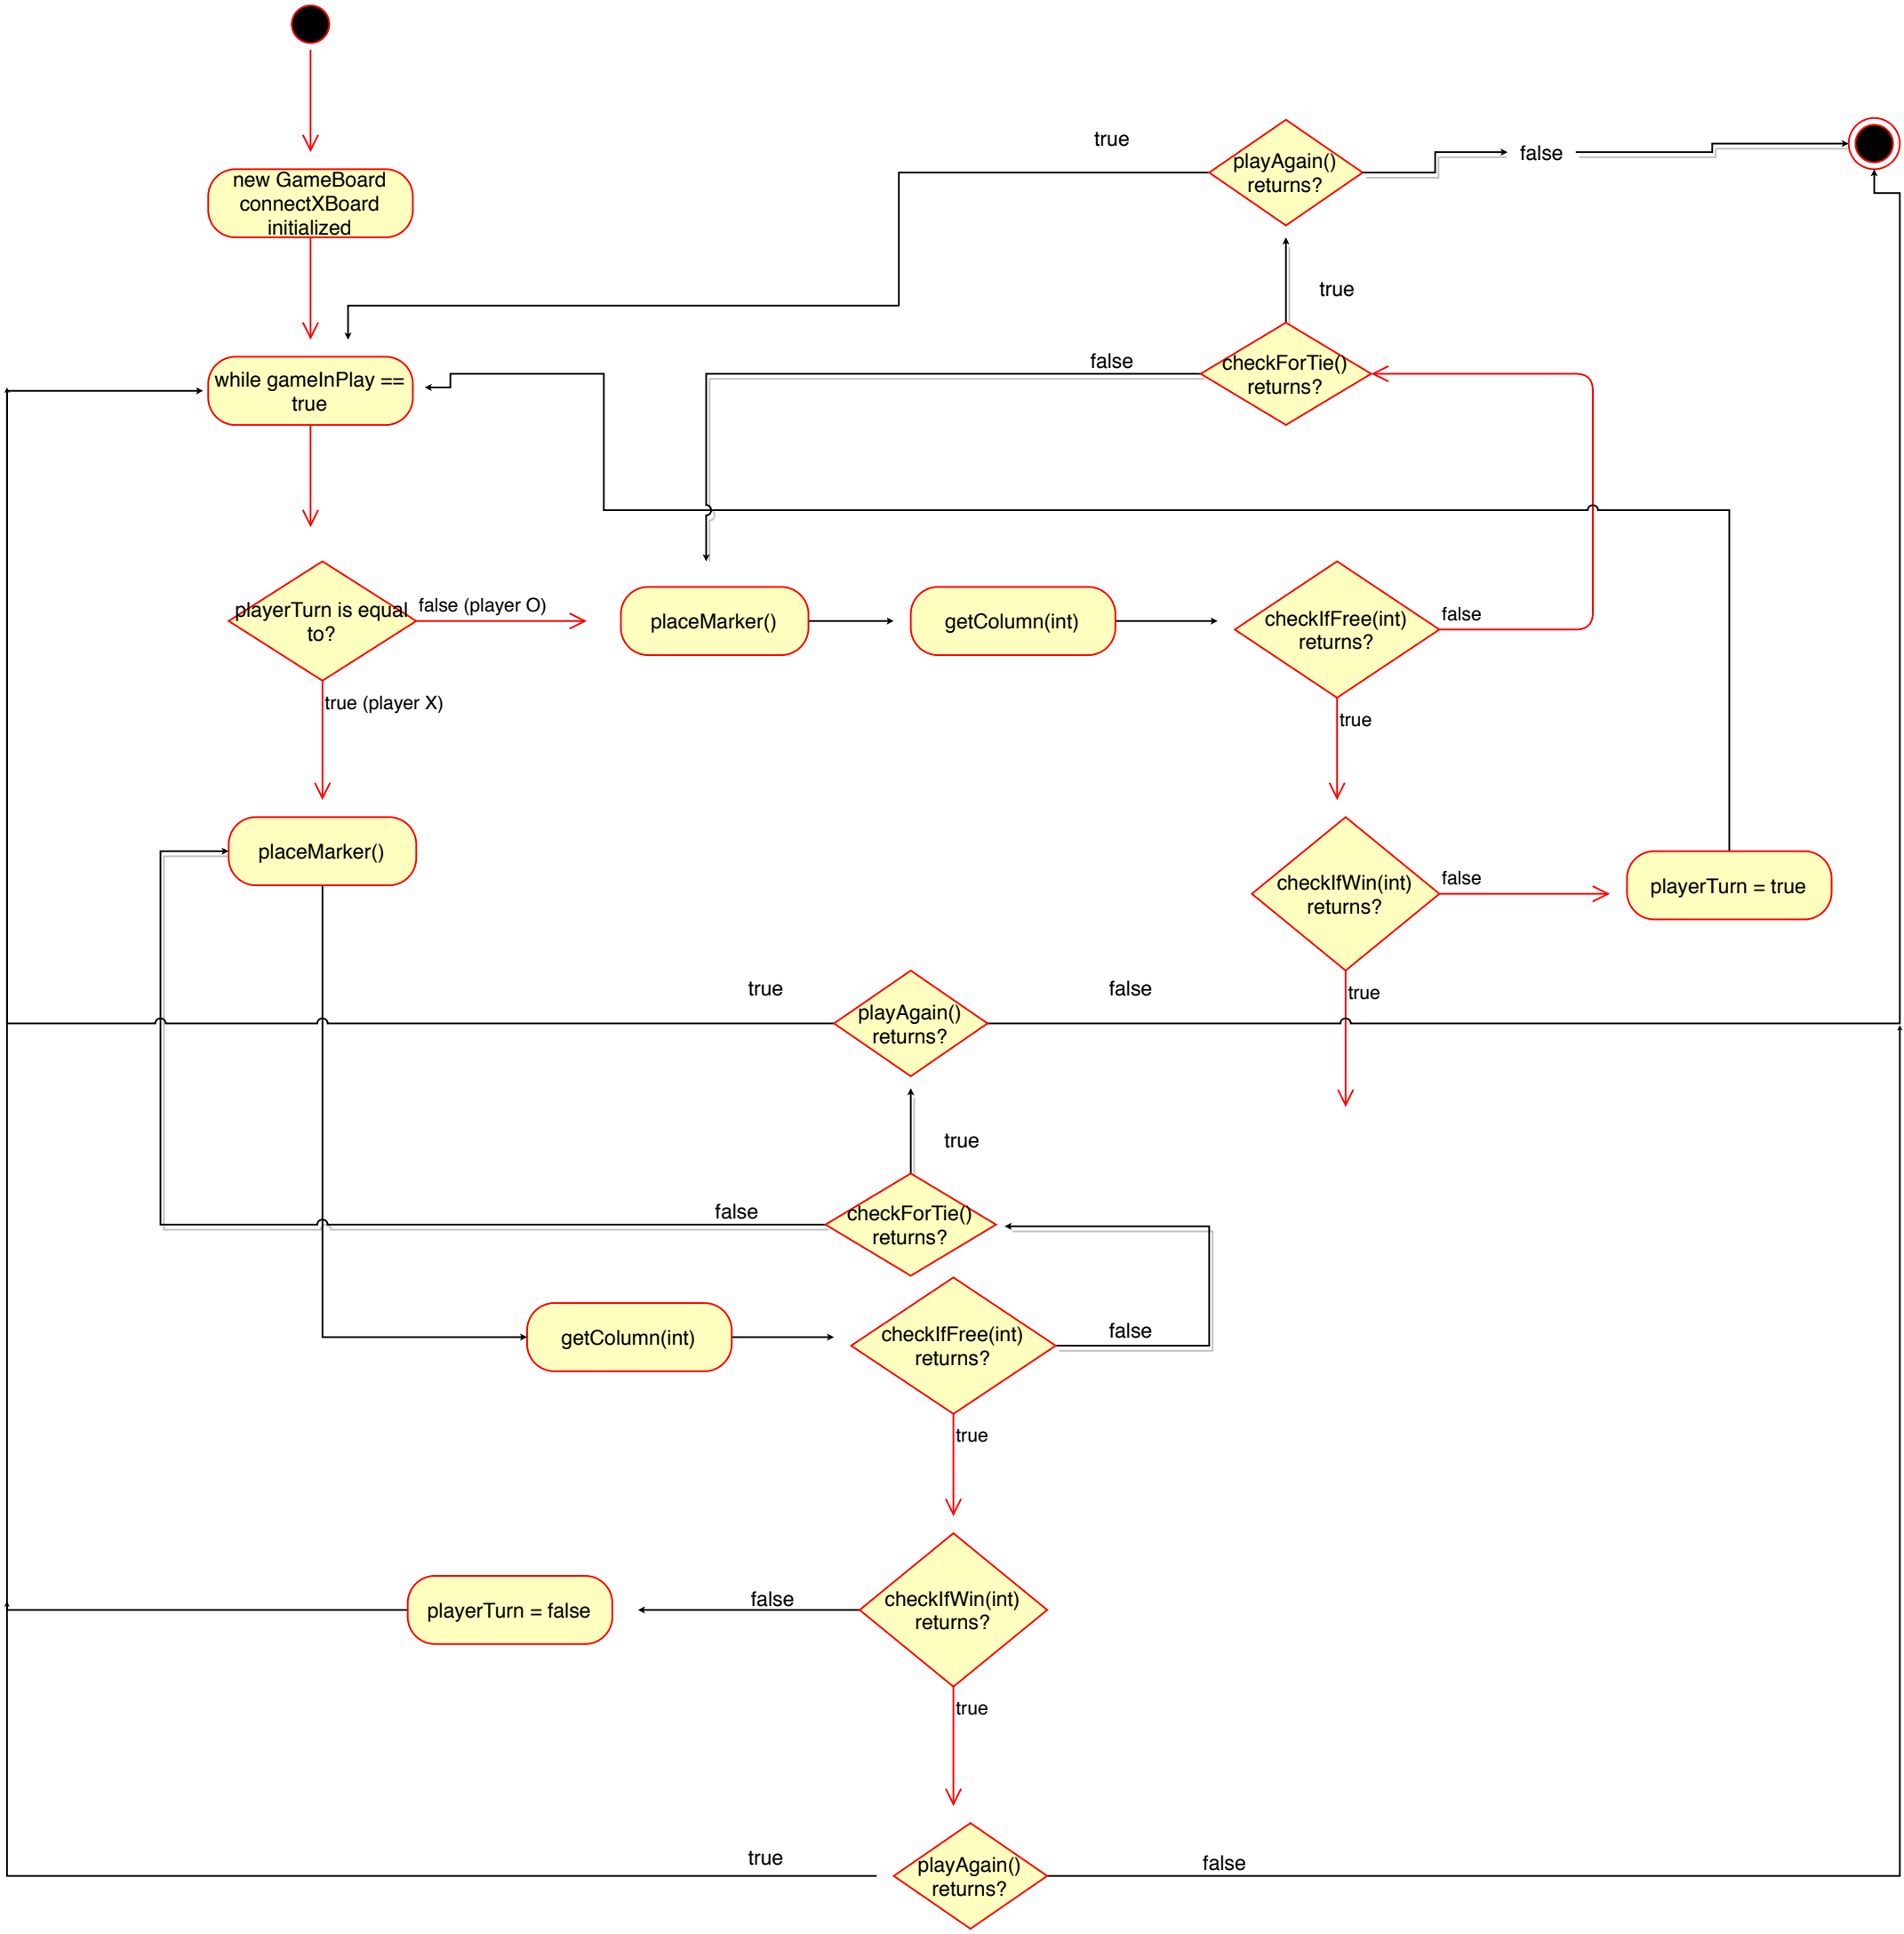 new GameBoard
connectXBoard
initialized
true
playAgain()
returns?
false
true
while gameInPlay ==
true
false
checkForTie()
returns?
playerTurn is equal
to?
false (player O)
placeMarker()
getColumn(int)
checkIfFree(int)
returns?
false
true (player X)
true
placeMarker()
checkIfWin(int)
returns?
false
playerTurn = true
true
true
playAgain()
returns?
false
true
false
checkForTie()
returns?
getColumn(int)
checkIfFree(int)
returns?
false
true
playerTurn = false
false
checkIfWin(int)
returns?
true
true
playAgain()
returns?
false